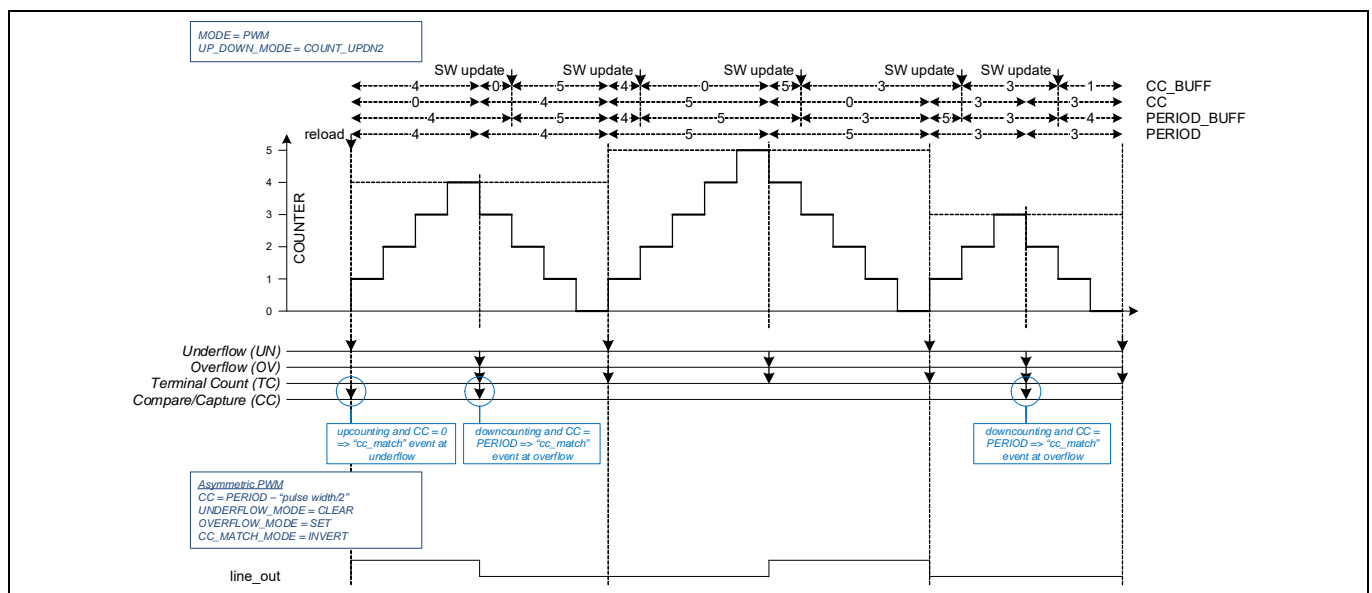 MODE = PWM
UP_DOWN_MODE = COUNT_UPDN2
SW update SW update SW update SW update SW update
4 0 5 4 0 5 3 3 1 CC_BUFF
0 4 5 0 3 3 CC
4 5 4 5 3 5 3 4 PERIOD_BUFF
reload 4 4 5 5 3 3 PERIOD
5
4
3
2
1
0
COUNTER
Underflow (UN)
Overflow (OV)
Terminal Count (TC)
Compare/Capture (CC)
upcounting and CC = 0
=> “cc_match” event at
underflow
downcounting and CC =
PERIOD => “cc_match”
event at overflow
downcounting and CC =
PERIOD => “cc_match”
event at overflow
Asymmetric PWM
CC = PERIOD – “pulse width/2”
UNDERFLOW_MODE = CLEAR
OVERFLOW_MODE = SET
CC_MATCH_MODE = INVERT
line_out